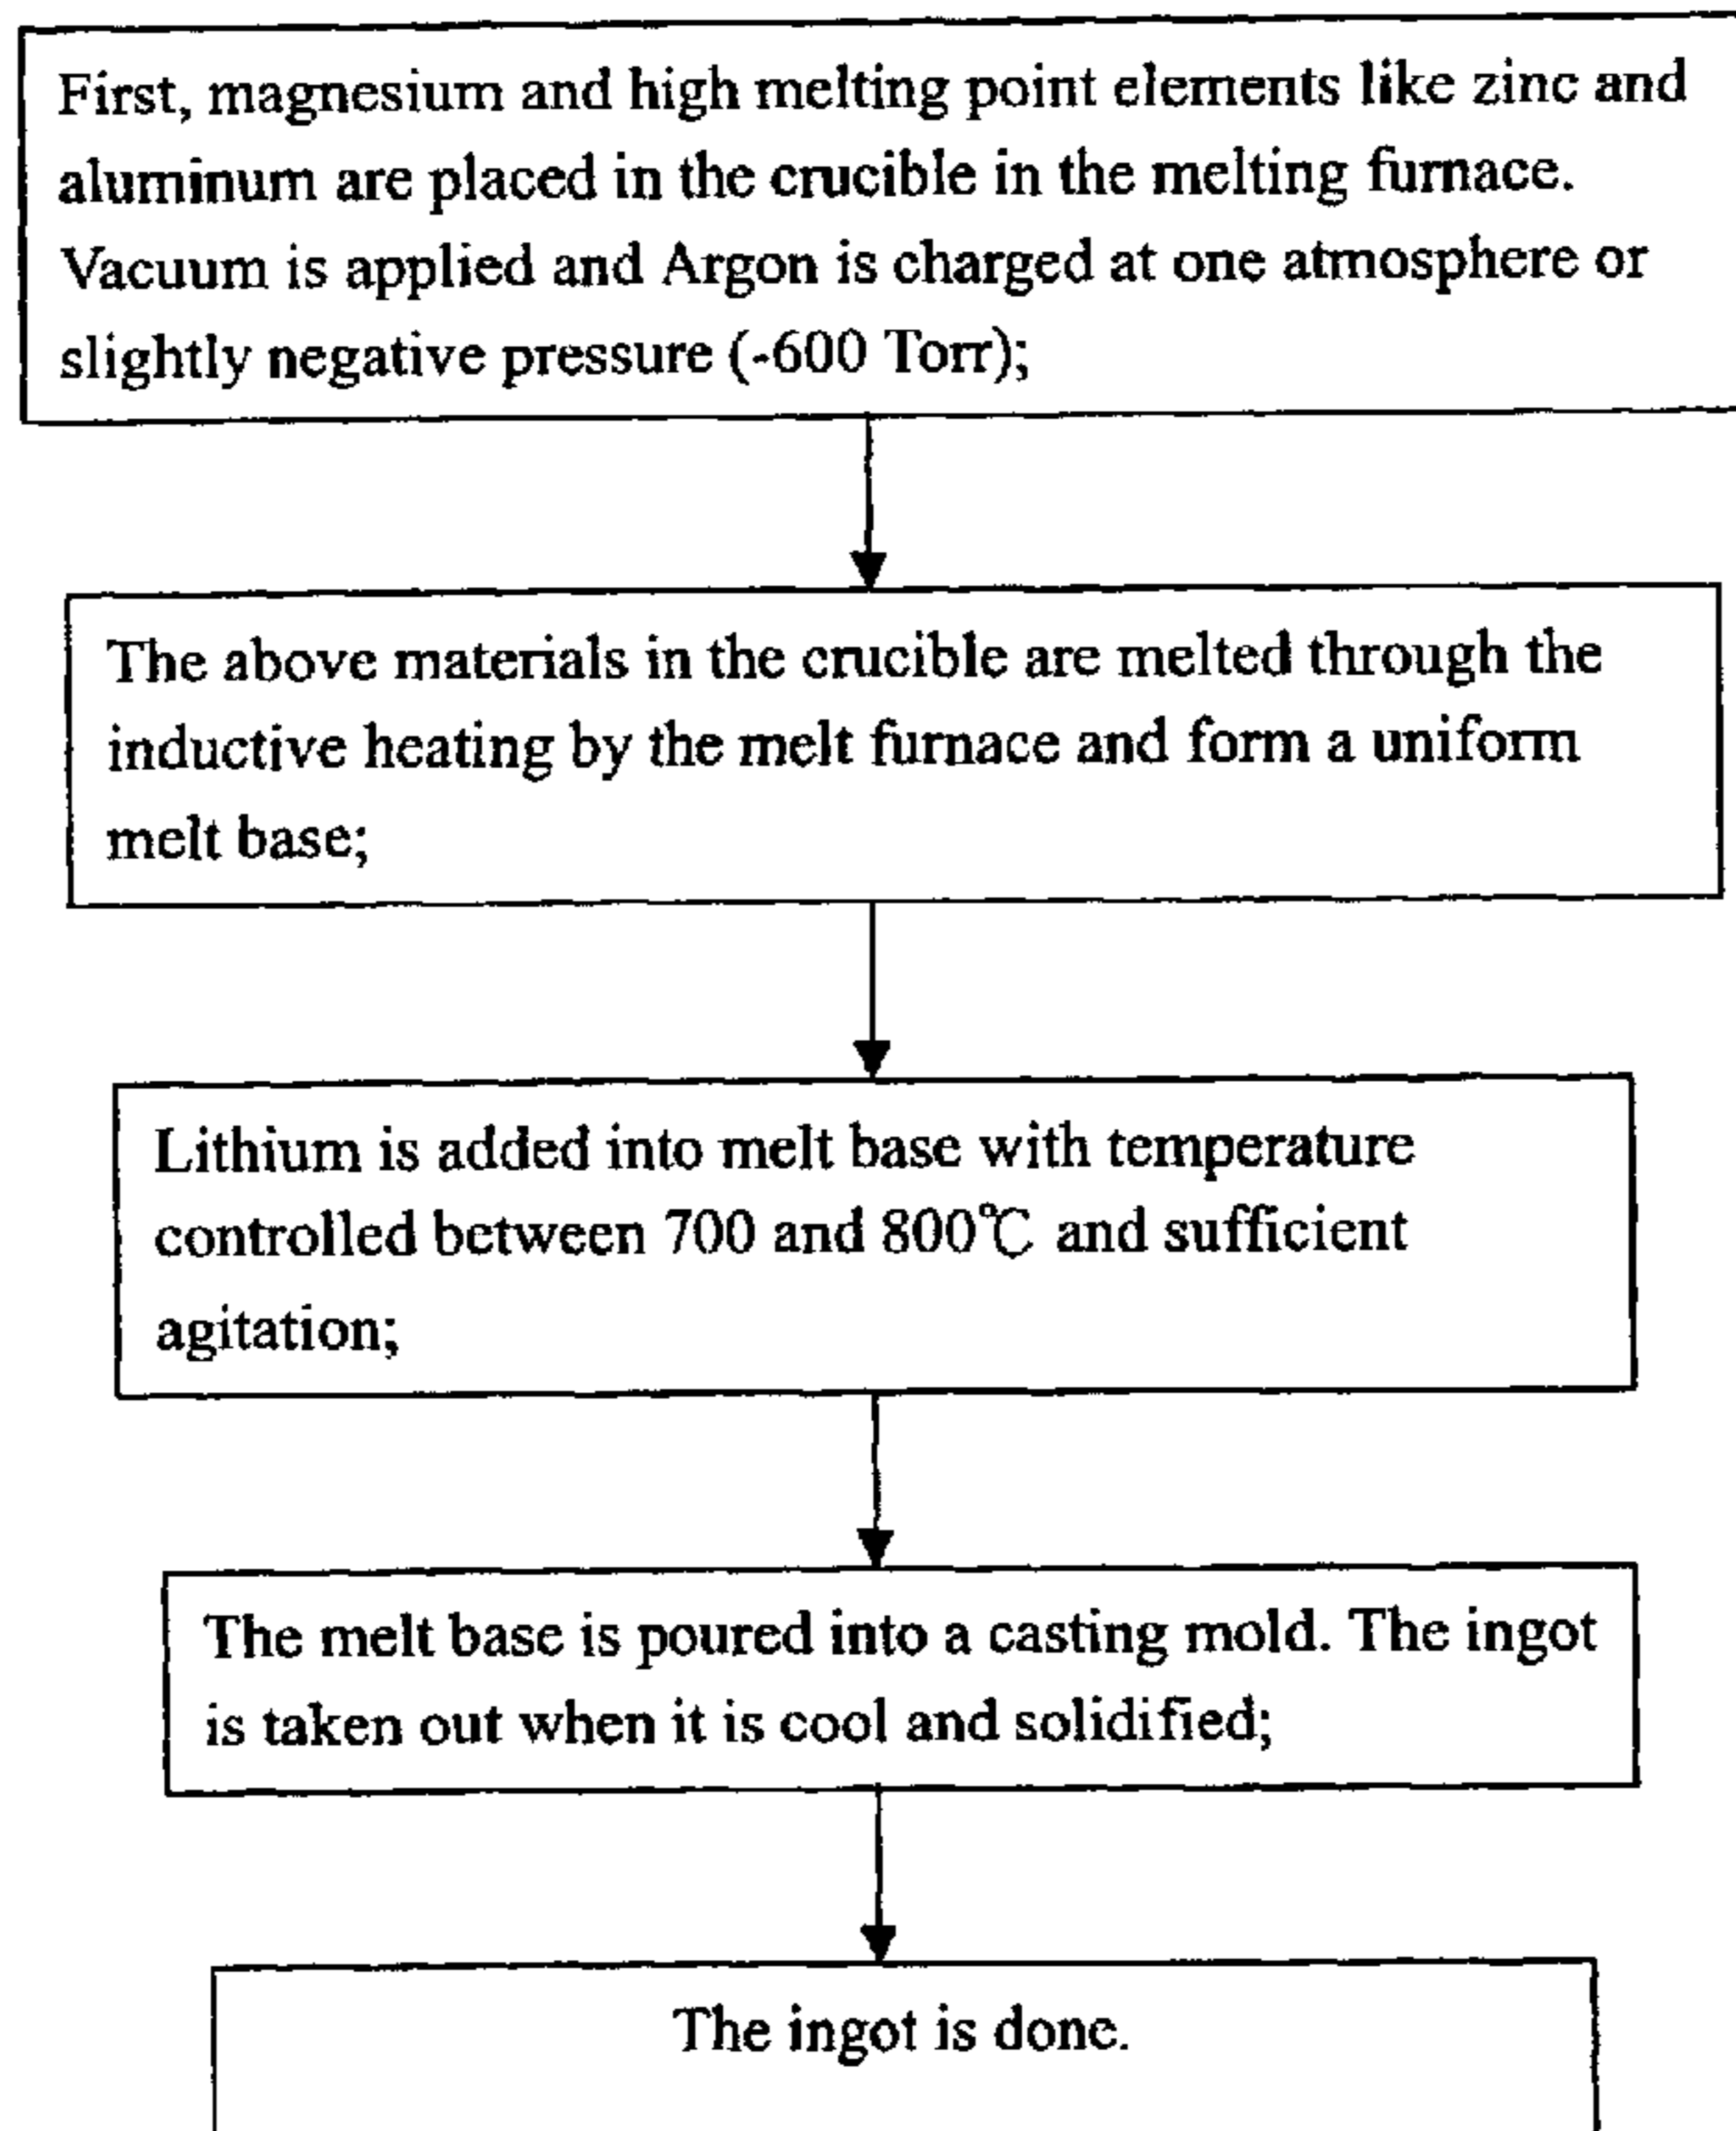 First, magnesium and high melting point elements like zinc and
aluminum are placed in the crucible in the melting furnace.
Vacuum is applied and Argon is charged at one atmosphere or
slightly negative pressure (-600 Torr);
The above materials in the crucible are melted through the
inductive heating by the melt furnace and form a uniform
melt base;
Lithium is added into melt base with temperature
controlled between 700 and 800℃ and sufficient
agitation;
The melt base is poured into a casting mold. The ingot
is taken out when it is cool and solidified;
The ingot is done.